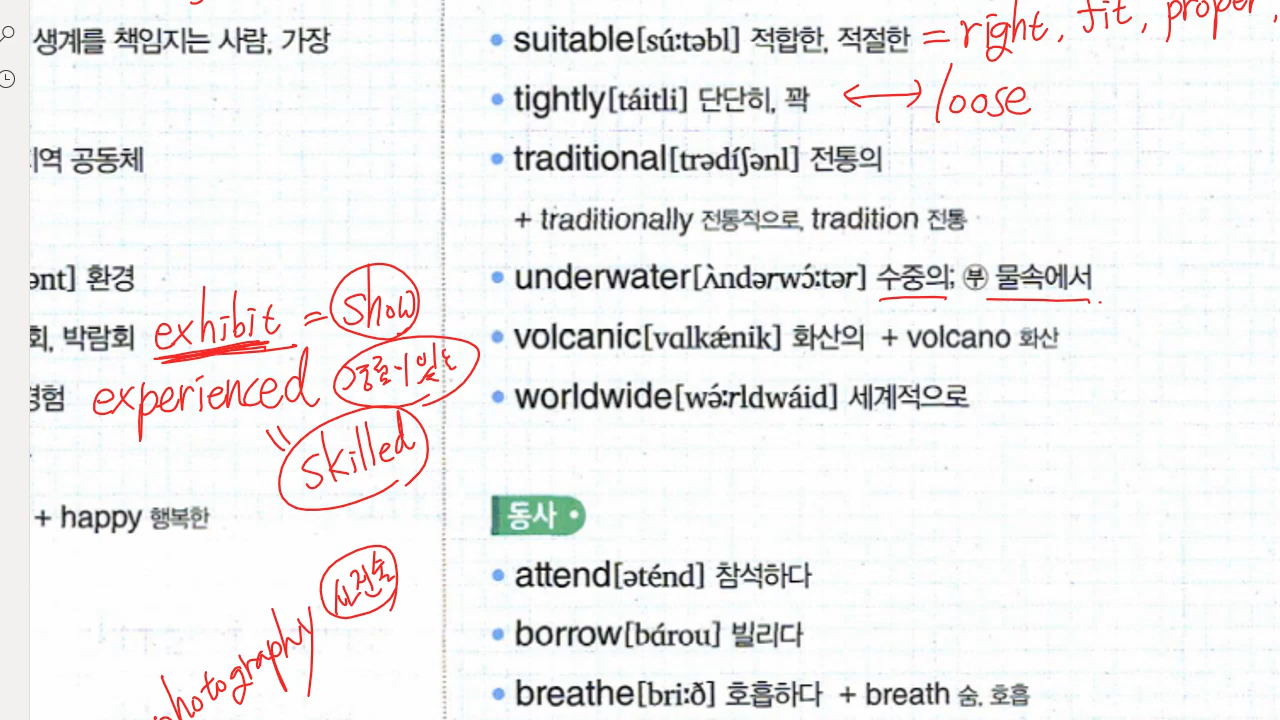 생계를 책임지는 사람, 가장
역 공동체
ənt] 환경
회, 박람회 exhibit = show
경험 experienced 경륜이 있는
" skilled
+ happy 행복한
사진술
photography
suitable[sú:təbl] 적합한, 적절한 = right, fit, proper,
tightly[táitli] 단단히, 꽉 ↔ loose
traditional[trədíʃənl] 전통의
+ traditionally 전통적으로, tradition 전통
underwater[ʌ̀ndərwɔ́:tər] 수중의; ㊫ 물속에서
volcanic[vɑlkǽnik] 화산의 + volcano 화산
worldwide[wə́:rldwáid] 세계적으로
동사
attend[əténd] 참석하다
borrow[bárou] 빌리다
breathe[bri:ð] 호흡하다 + breath 숨, 호흡